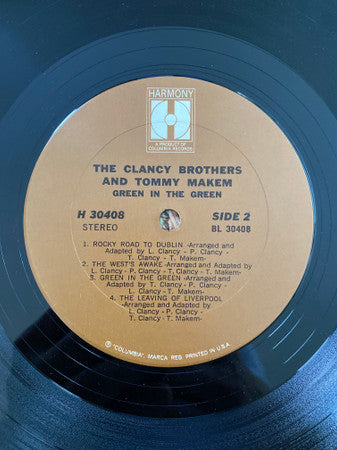 HARMONY
A PRODUCT OF
COLUMBIA RECORDS
THE CLANCY BROTHERS
AND TOMMY MAKEM
GREEN IN THE GREEN
H 30408 SIDE 2
STEREO BL 30408
1. ROCKY ROAD TO DUBLIN -Arranged and
Adapted by L. Clancy - P. Clancy -
T. Clancy - T. Makem-
2. THE WEST'S AWAKE -Arranged and Adapted by
L. Clancy - P. Clancy - T. Clancy - T. Makem-
3. GREEN IN THE GREEN -Arranged and
Adapted by L. Clancy - P. Clancy - T.
Clancy - T. Makem-
4. THE LEAVING OF LIVERPOOL
-Arranged and Adapted by
L. Clancy - P. Clancy - T.
Clancy - T. Makem-
Ⓟ "COLUMBIA", MARCA REG. PRINTED IN U.S.A.